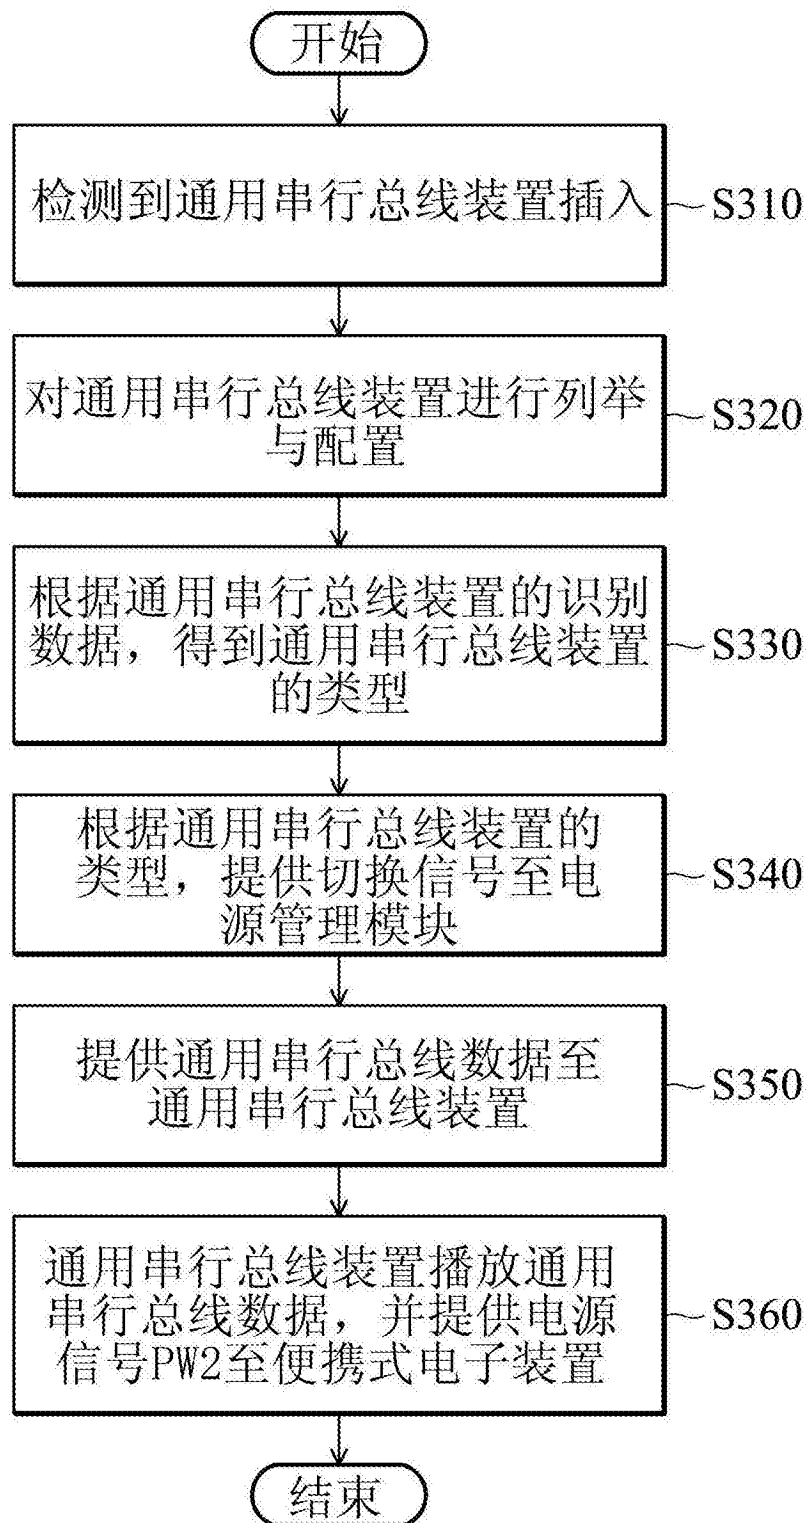 开始
检测到通用串行总线装置插入
S310
对通用串行总线装置进行列举
与配置
S320
根据通用串行总线装置的识别
数据，得到通用串行总线装置
的类型
S330
根据通用串行总线装置的
类型，提供切换信号至电
源管理模块
S340
提供通用串行总线数据至
通用串行总线装置
S350
通用串行总线装置播放通用
串行总线数据，并提供电源
信号PW2至便携式电子装置
S360
结束